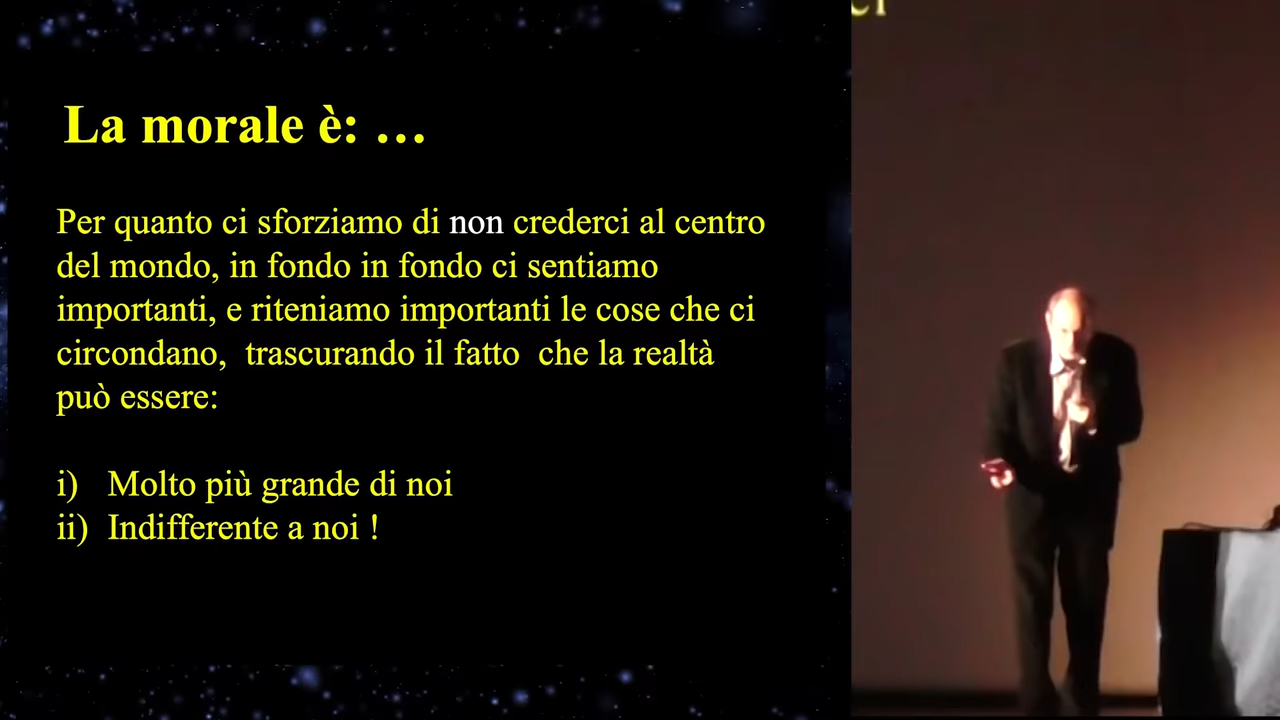 La morale è: …
Per quanto ci sforziamo di non crederci al centro
del mondo, in fondo in fondo ci sentiamo
importanti, e riteniamo importanti le cose che ci
circondano,  trascurando il fatto  che la realtà
può essere:
i) Molto più grande di noi
ii) Indifferente a noi !